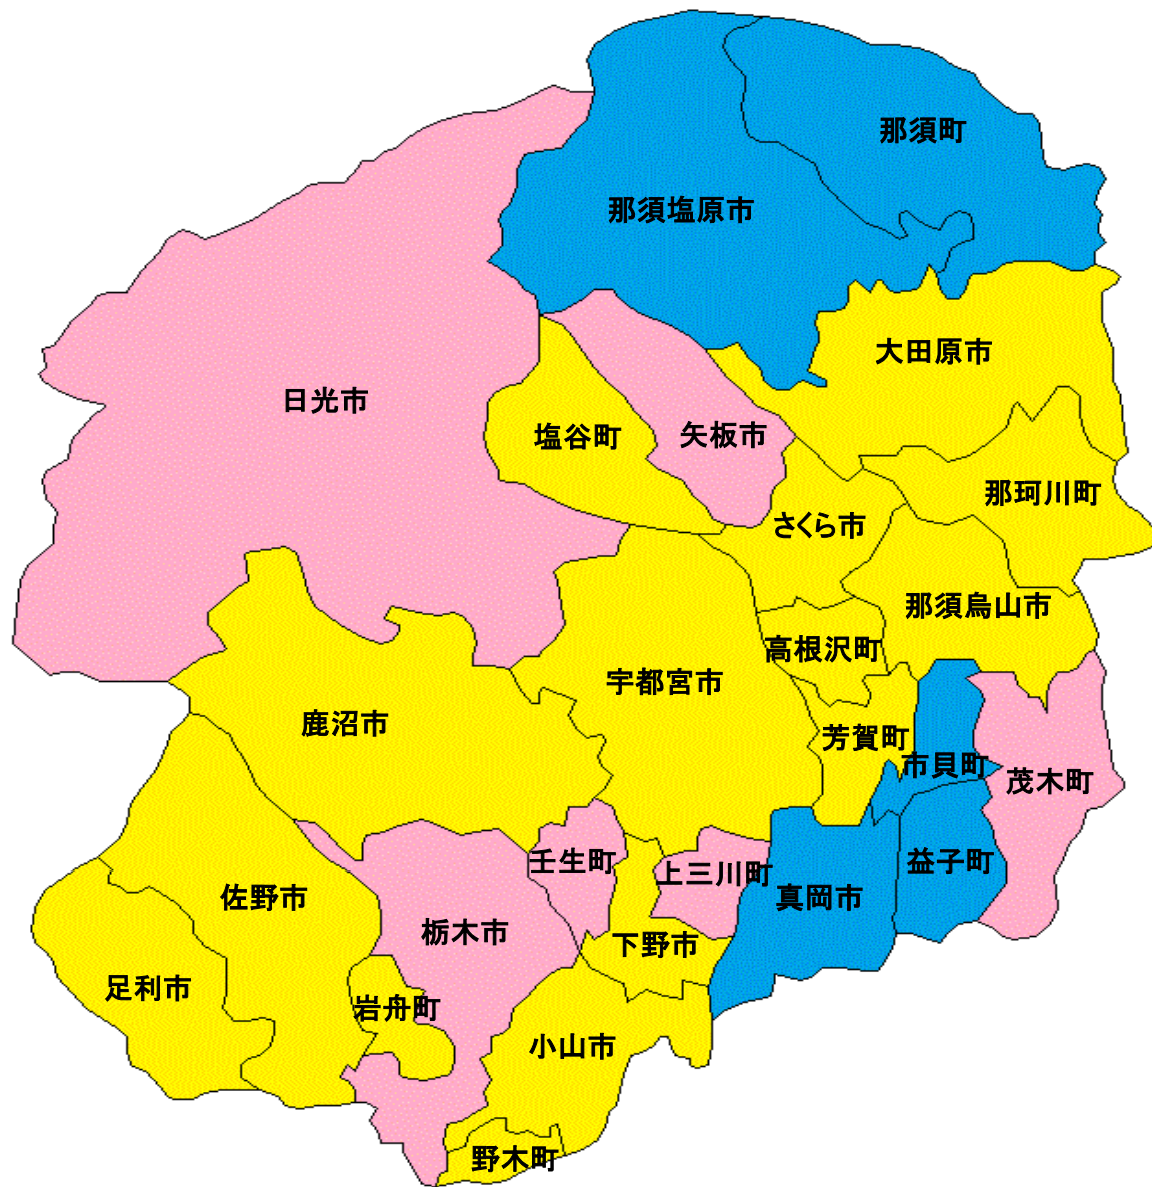 那須町
那須塩原市
大田原市
日光市
塩谷町
矢板市
那珂川町
さくら市
那須烏山市
高根沢町
宇都宮市
鹿沼市
芳賀町
市貝町
茂木町
壬生町
上三川町
益子町
真岡市
佐野市
栃木市
下野市
足利市
岩舟町
小山市
野木町